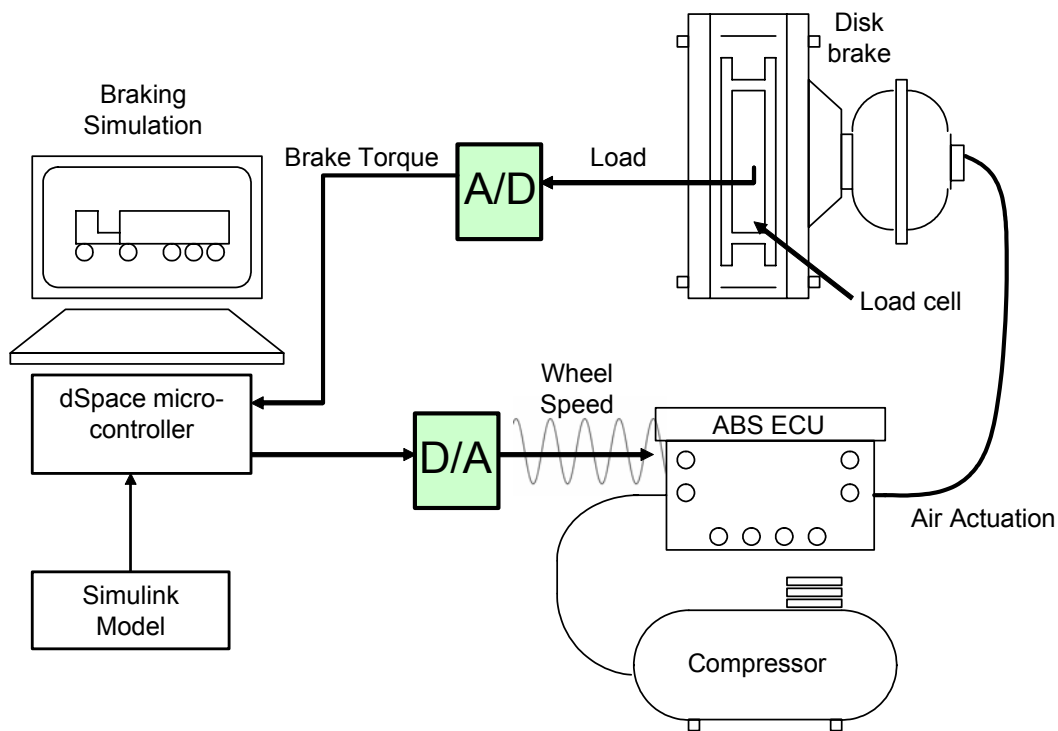 Disk
brake
Braking
Simulation
Brake Torque
A/D
Load
Load cell
dSpace micro-
controller
Wheel
Speed
D/A
ABS ECU
Air Actuation
Simulink
Model
Compressor